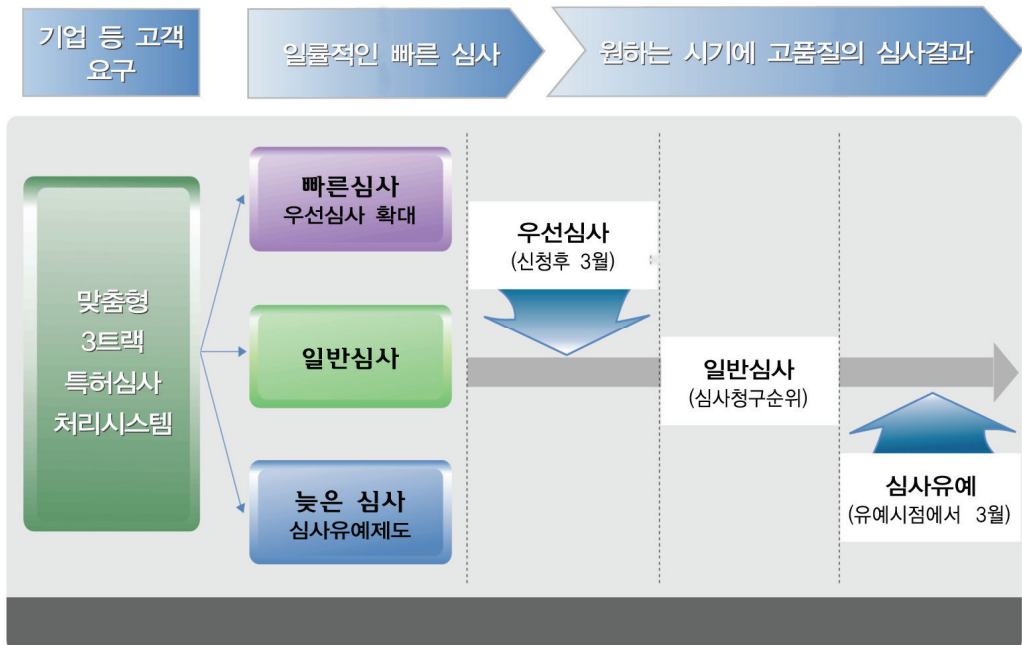 기업 등 고객
요구
일률적인 빠른 심사
원하는 시기에 고품질의 심사결과
맞춤형
3트랙
특허심사
처리시스템
빠른심사
우선심사 확대
일반심사
늦은 심사
심사유예제도
우선심사
(신청후 3월)
일반심사
(심사청구순위)
심사유예
(유예시점에서 3월)